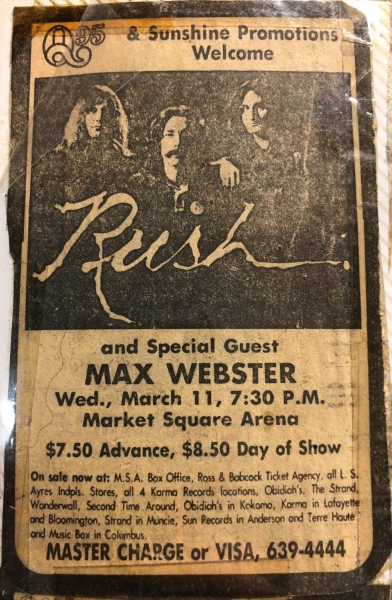 Q 95 & Sunshine Promotions
Welcome
Rush
and Special Guest
MAX WEBSTER
Wed., March 11, 7:30 P.M.
Market Square Arena
$7.50 Advance, $8.50 Day of Show
On sale now at: M.S.A. Box Office, Ross & Babcock Ticket Agency, all L. S.
Ayres Indpls. Stores, all 4 Karma Records locations, Obidiah's, The Strand,
Wonderwall, Second Time Around, Obidiah's in Kokomo, Karma in Lafayette
and Bloomington, Strand in Muncie, Sun Records in Anderson and Terre Haute
and Music Box in Columbus.
MASTER CHARGE or VISA, 639-4444